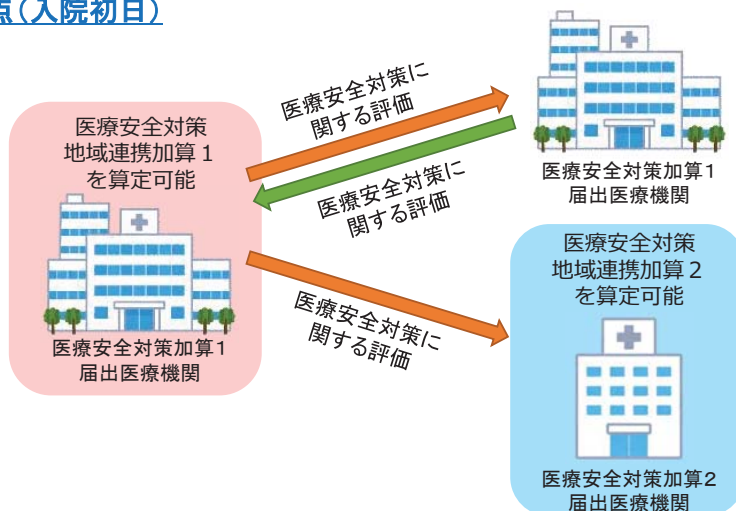 点（入院初日）
医療安全対策
地域連携加算１
を算定可能
医療安全対策加算1
届出医療機関
医療安全対策に
関する評価
医療安全対策に
関する評価
医療安全対策に
関する評価
医療安全対策加算1
届出医療機関
医療安全対策
地域連携加算２
を算定可能
医療安全対策加算2
届出医療機関